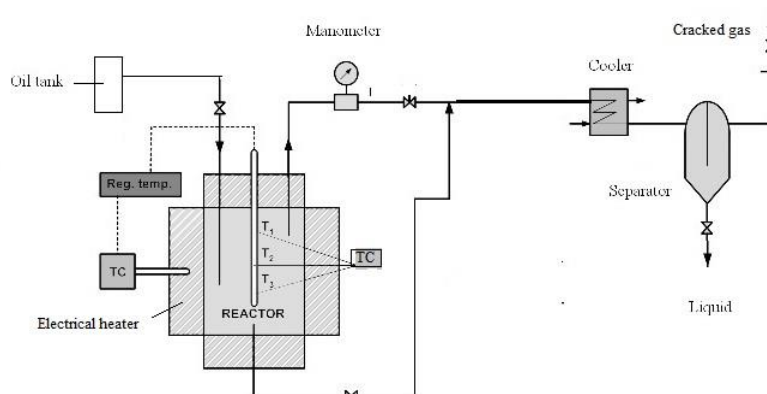 Cracked gas
Manometer
Cooler
Oil tank
Reg. temp.
Separator
T1
T2
TC
TC
T3
REACTOR
Liquid
Electrical heater